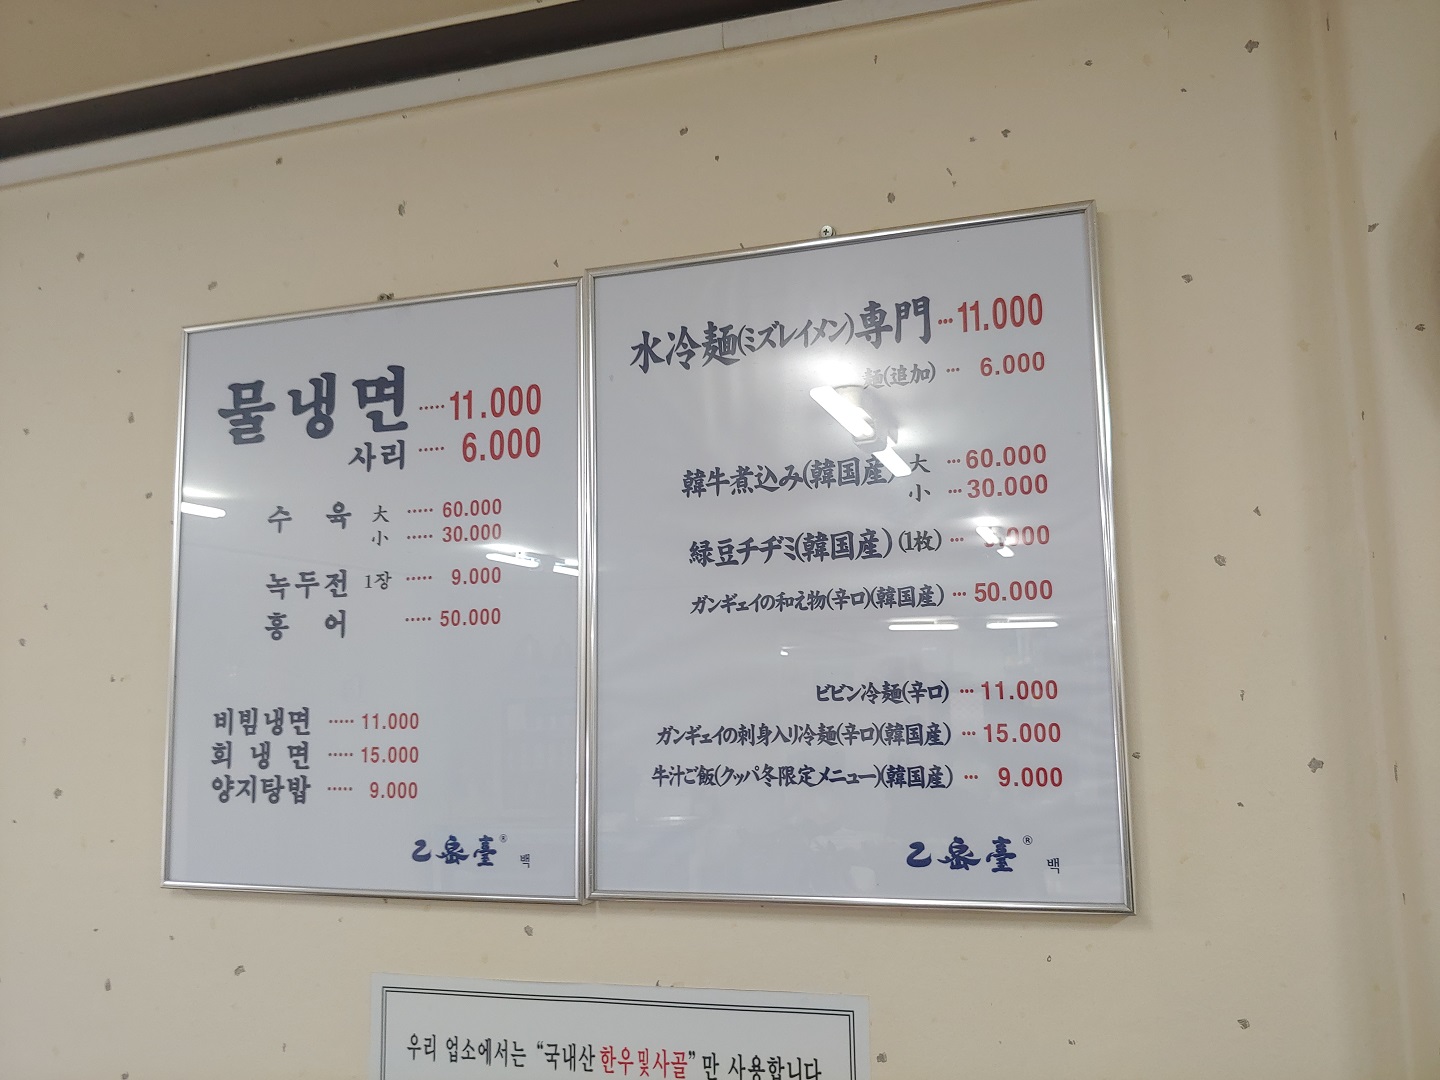 물냉면 ····· 11.000
사리 ····· 6.000
수 육 大 ····· 60.000
小 ····· 30.000
녹두전 1장 ····· 9.000
홍 어 ····· 50.000
비빔냉면 ····· 11.000
회 냉 면 ····· 15.000
양지탕밥 ····· 9.000
乙密臺® 백
水冷麺(ミズレイメン)専門 ··· 11.000
麺(追加) ··· 6.000
韓牛煮込み(韓国産) 大 ··· 60.000
小 ··· 30.000
緑豆チヂミ(韓国産) (1枚) ···
ガンギェイの和え物(辛口)(韓国産) ··· 50.000
ビビン冷麺(辛口) ··· 11.000
ガンギェイの刺身入り冷麺(辛口)(韓国産) ··· 15.000
牛汁ご飯(クッパ冬限定メニュー)(韓国産) ··· 9.000
乙密臺® 백
우리 업소에서는 “국내산 한우및사골” 만 사용합니다